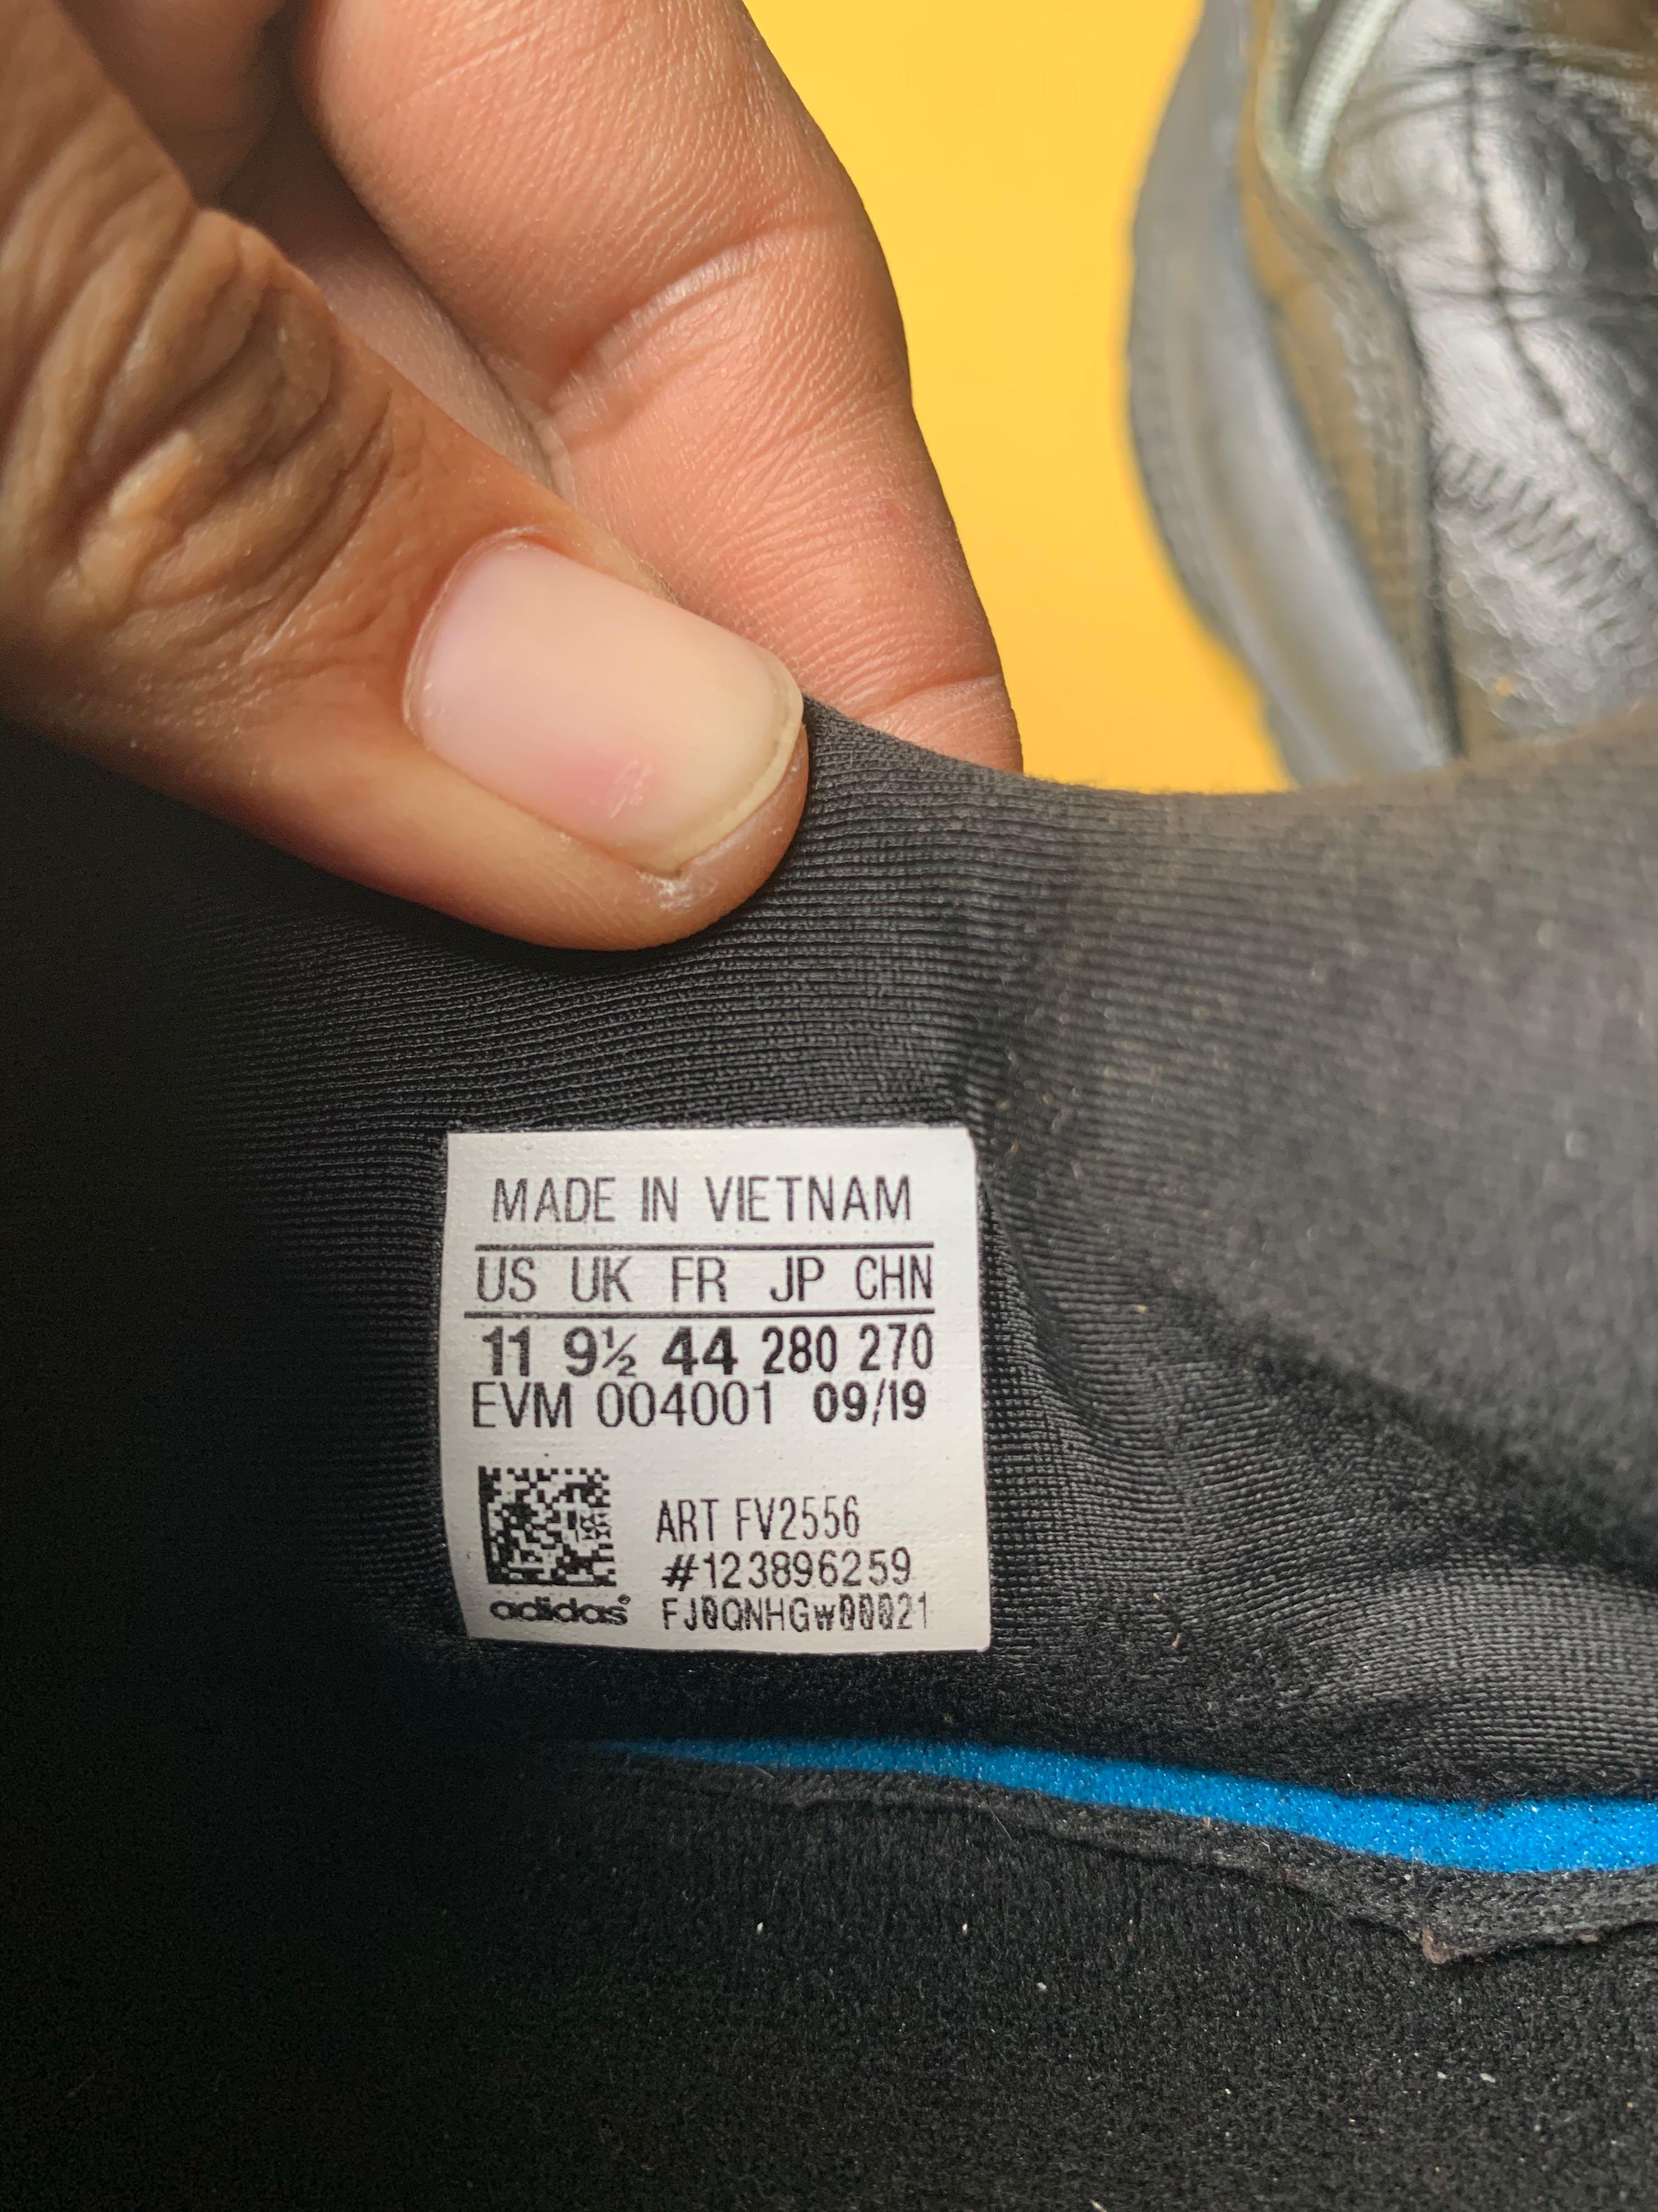 MADE IN VIETNAM
US UK FR JP CHN
11 9½ 44 280 270
EVM 004001 09/19
ART FV2556
#123896259
adidas® FJ0QNHGW00021